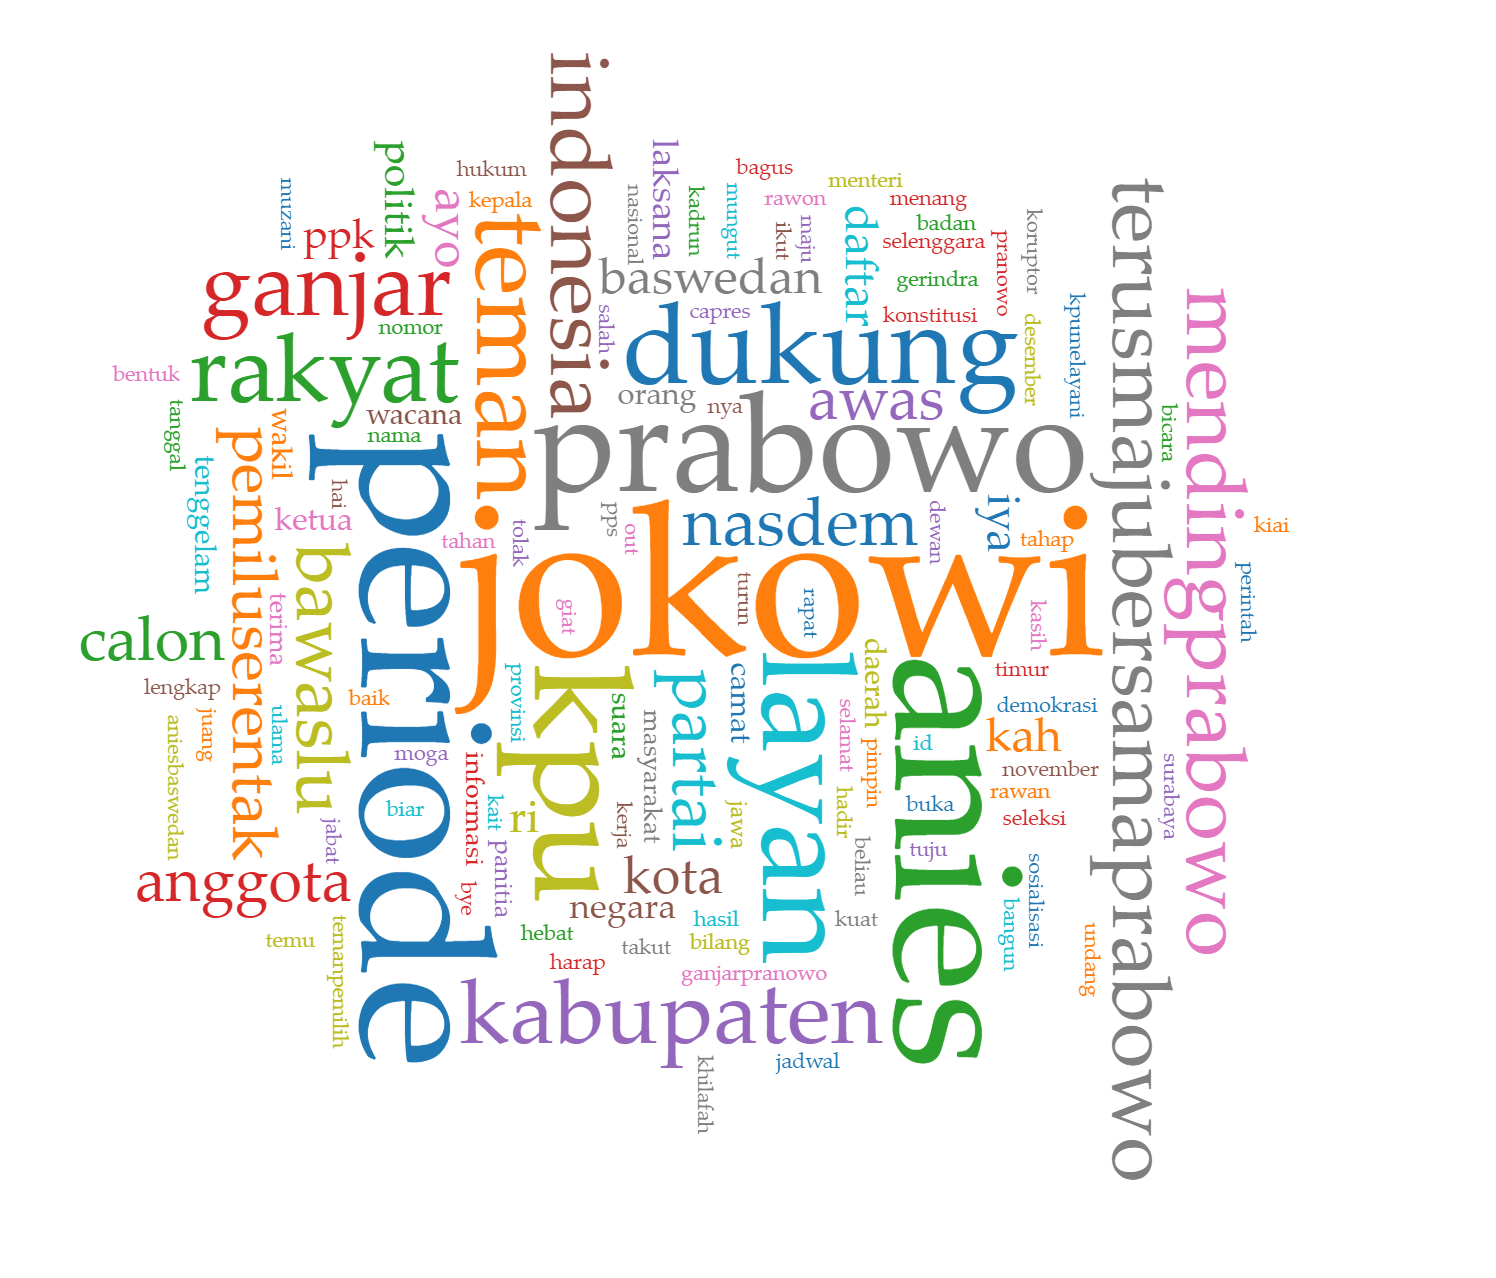 indonesia
politik
hukum
laksana
bagus
menteri
muzani
ayo
kepala
nasional
kadrun
mungut
rawon
menang
ppk
teman
ikut
maju
daftar
badan
selenggara
koruptor
pranowo
terusmajubersamaprabowo
ganjar
baswedan
gerindra
mendingprabowo
nomor
salah
capres
dukung
konstitusi
desember
kpumelayani
rakyat
bentuk
orang
nya
awas
tanggal
wakil
wacana
nama
prabowo
bicara
pemiluserentak
periode
tenggelam
hai
ketua
tahan
tolak
pps
out
nasdem
dewan
iya
tahap
kiai
jokowi
bawaslu
turun
rapat
giat
kasih
perintah
terima
calon
lengkap
baik
provinsi
kpu
suara
partai
camat
layan
daerah
anies
timur
demokrasi
juang
ulama
aniesbaswedan
moga
informasi
masyarakat
selamat
pimpin
id
kah
november
surabaya
biar
kait
ri
kerja
jawa
hadir
buka
rawan
seleksi
jabat
panitia
beliau
tuju
sosialisasi
anggota
bye
kota
negara
hasil
kuat
bangun
undang
temu
temanpemilih
hebat
takut
bilang
harap
ganjarpranowo
kabupaten
jadwal
khilafah